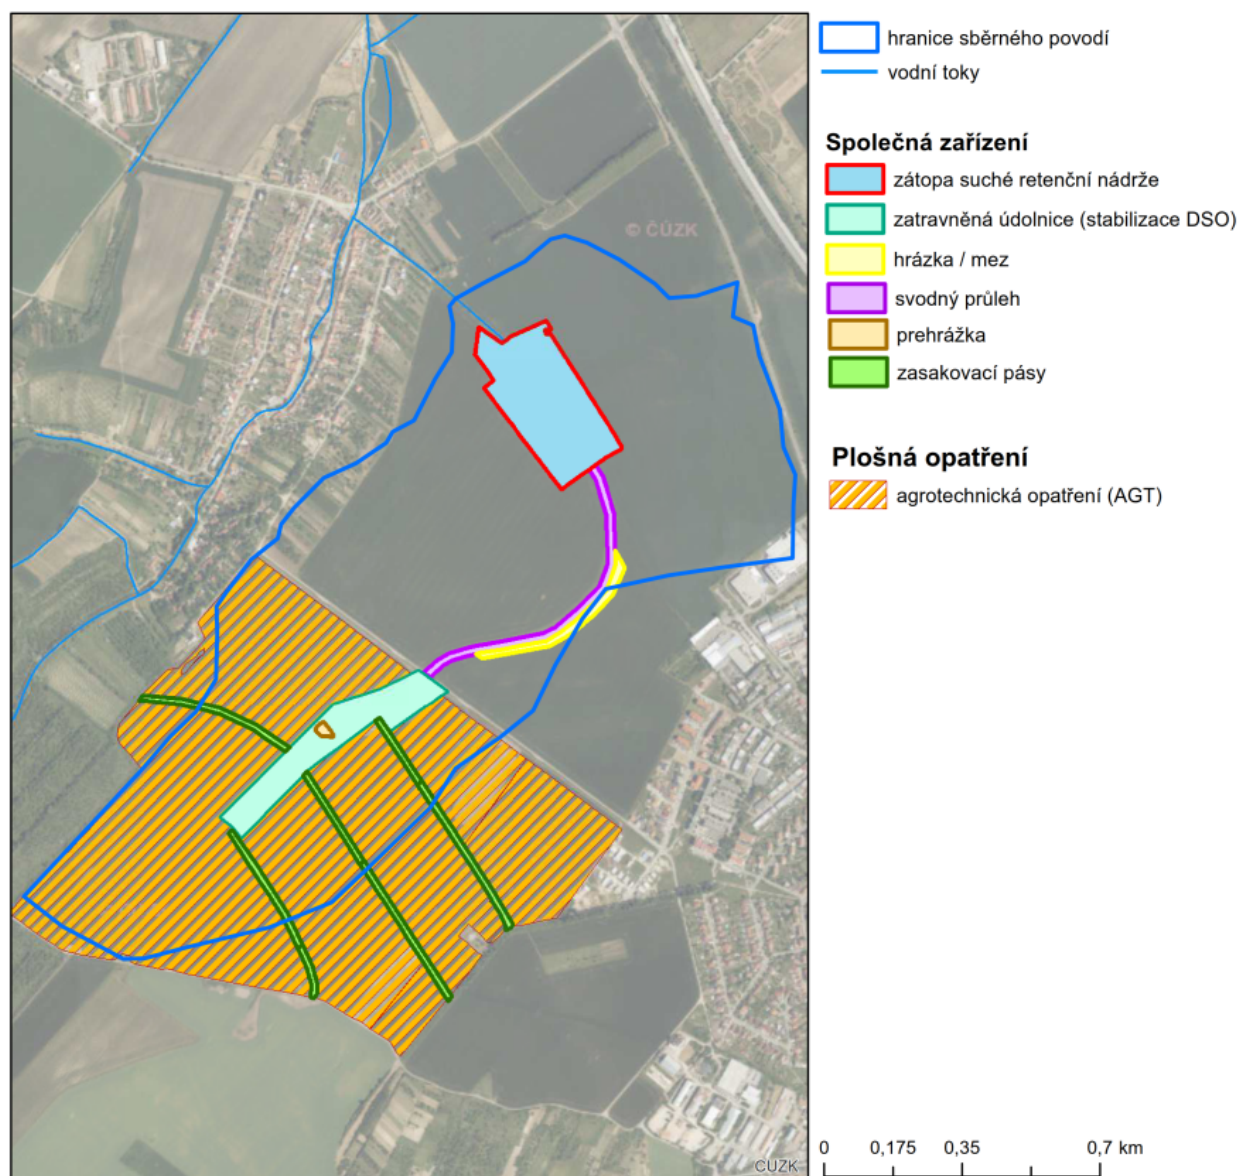 hranice sběrného povodí
vodní toky
Společná zařízení
zátopa suché retenční nádrže
zatravněná údolnice (stabilizace DSO)
hrázka / mez
svodný průleh
prehrážka
zasakovací pásy
Plošná opatření
agrotechnická opatření (AGT)
© ČÚZK
ČÚZK
0 0,175 0,35 0,7 km